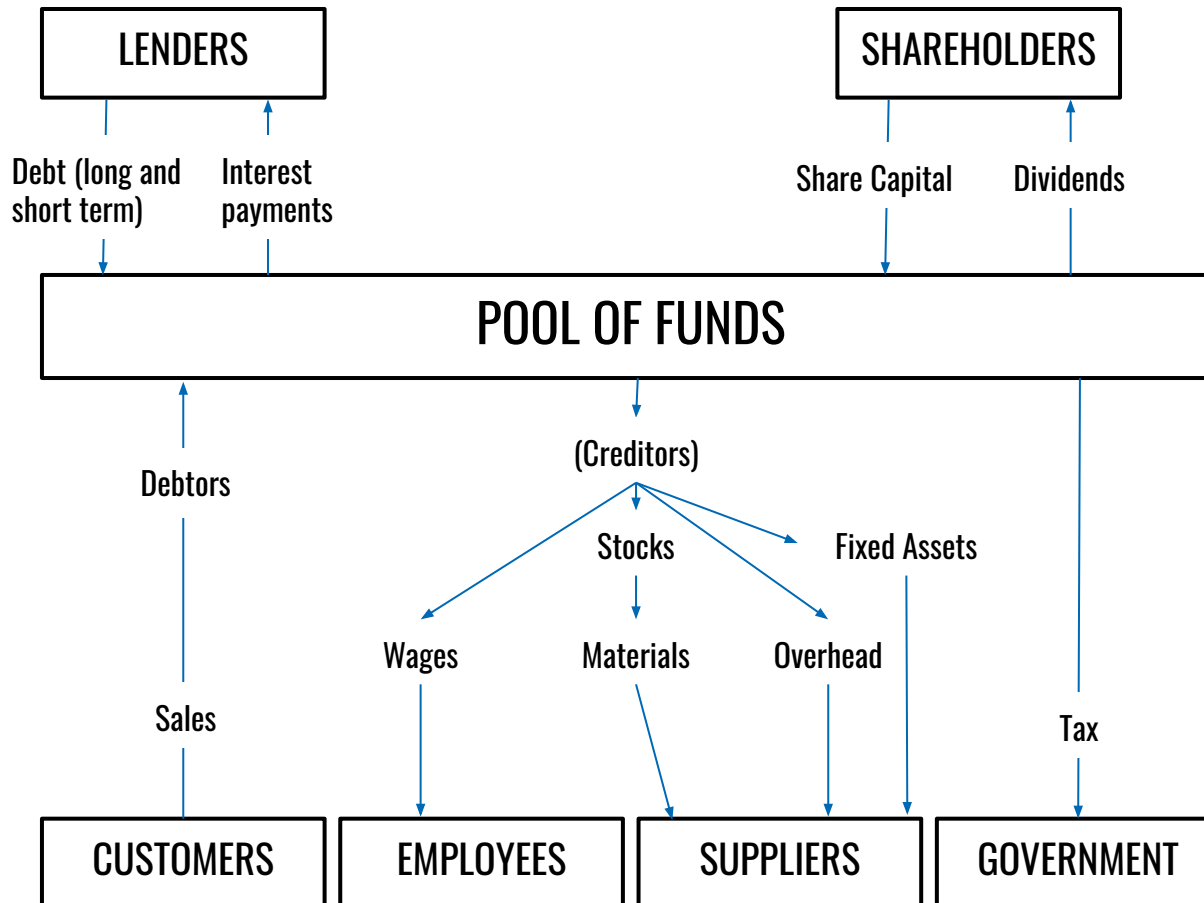 LENDERS
SHAREHOLDERS
Debt (long and
short term)
Interest
payments
Share Capital
Dividends
POOL OF FUNDS
(Creditors)
Debtors
Stocks
Fixed Assets
Wages
Materials
Overhead
Sales
Tax
CUSTOMERS
EMPLOYEES
SUPPLIERS
GOVERNMENT